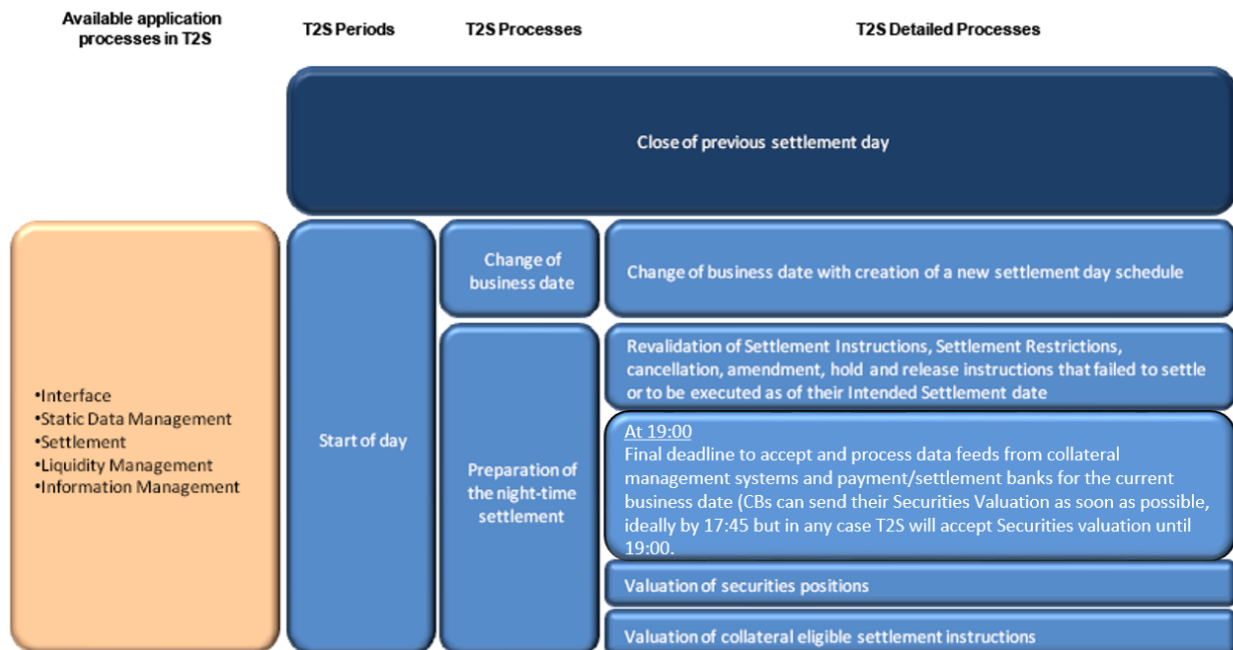 Available application
processes in T2S
T2S Periods
T2S Processes
T2S Detailed Processes
Close of previous settlement day
•Interface
•Static Data Management
•Settlement
•Liquidity Management
•Information Management
Start of day
Change of
business date
Change of business date with creation of a new settlement day schedule
Preparation of
the night-time
settlement
Revalidation of Settlement Instructions, Settlement Restrictions,
cancellation, amendment, hold and release instructions that failed to settle
or to be executed as of their Intended Settlement date
At 19:00
Final deadline to accept and process data feeds from collateral
management systems and payment/settlement banks for the current
business date (CBs can send their Securities Valuation as soon as possible,
ideally by 17:45 but in any case T2S will accept Securities valuation until
19:00.
Valuation of securities positions
Valuation of collateral eligible settlement instructions